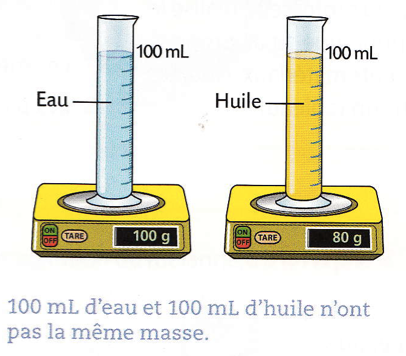 100 mL
100 mL
Eau
Huile
ON
OFF
TARE
100 g
ON
OFF
TARE
80 g
100 mL d'eau et 100 mL d'huile n'ont
pas la même masse.